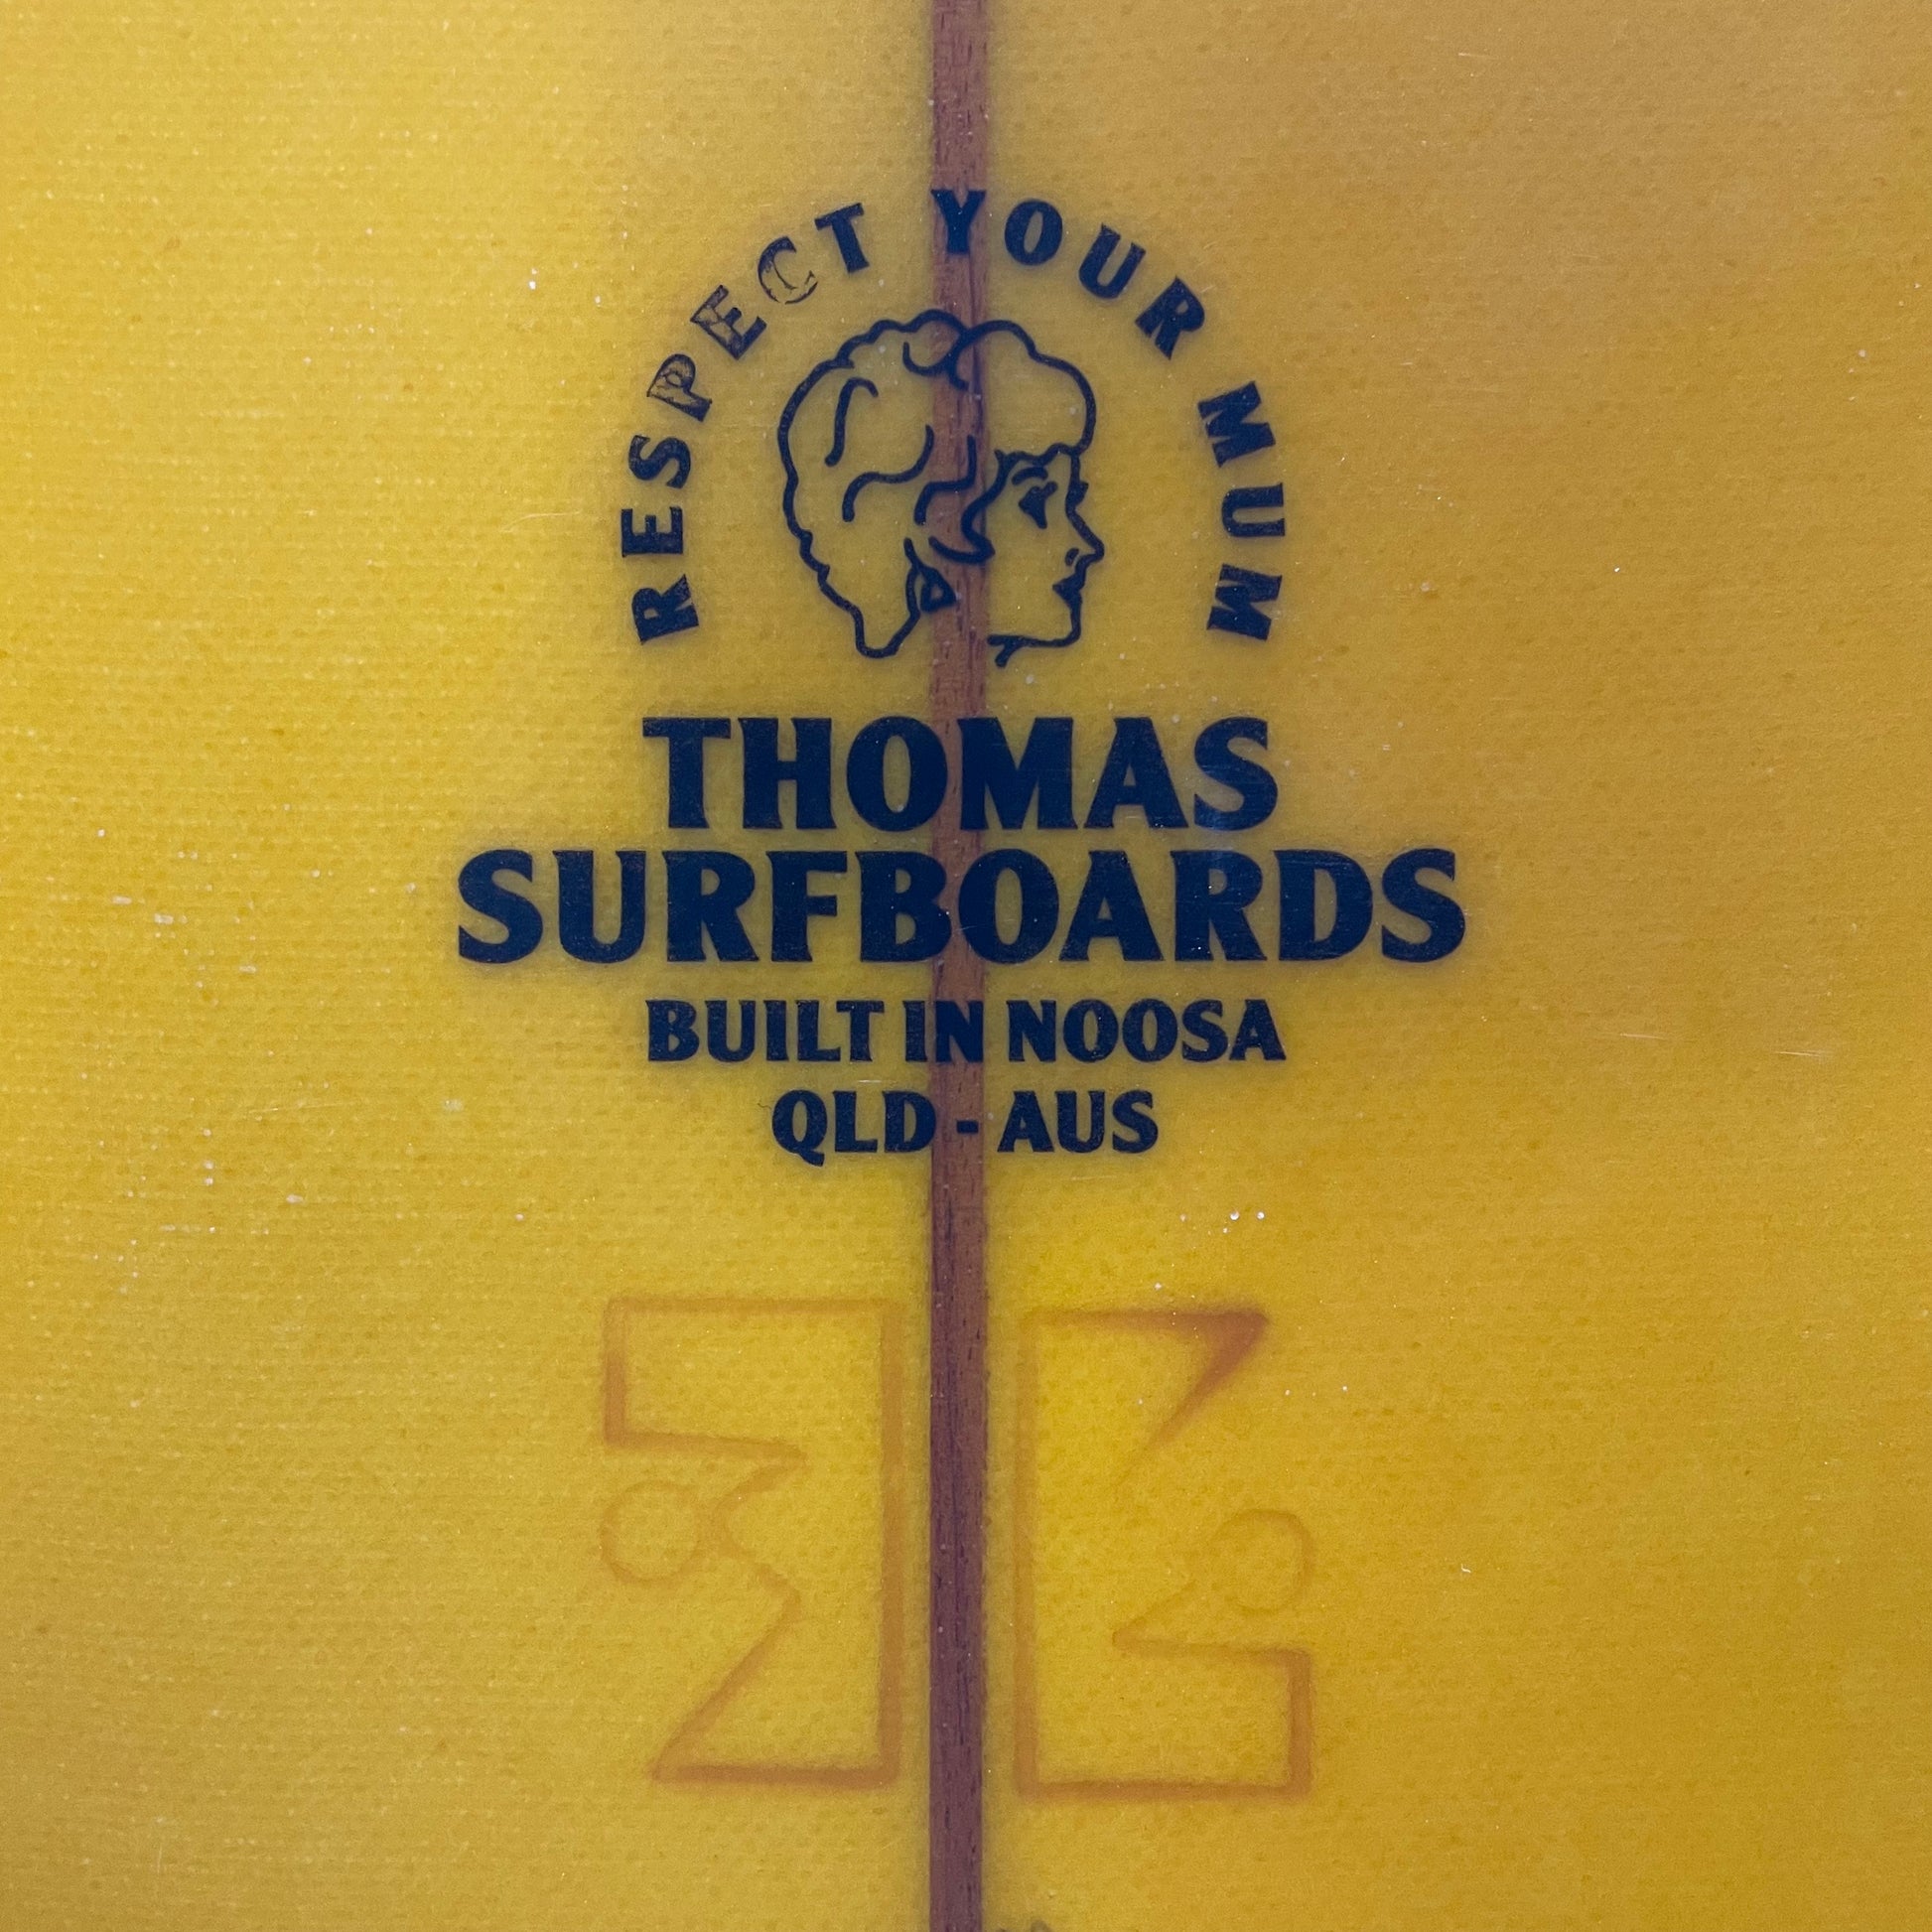 RESPECT YOUR MUM
THOMAS
SURFBOARDS
BUILT IN NOOSA
QLD - AUS